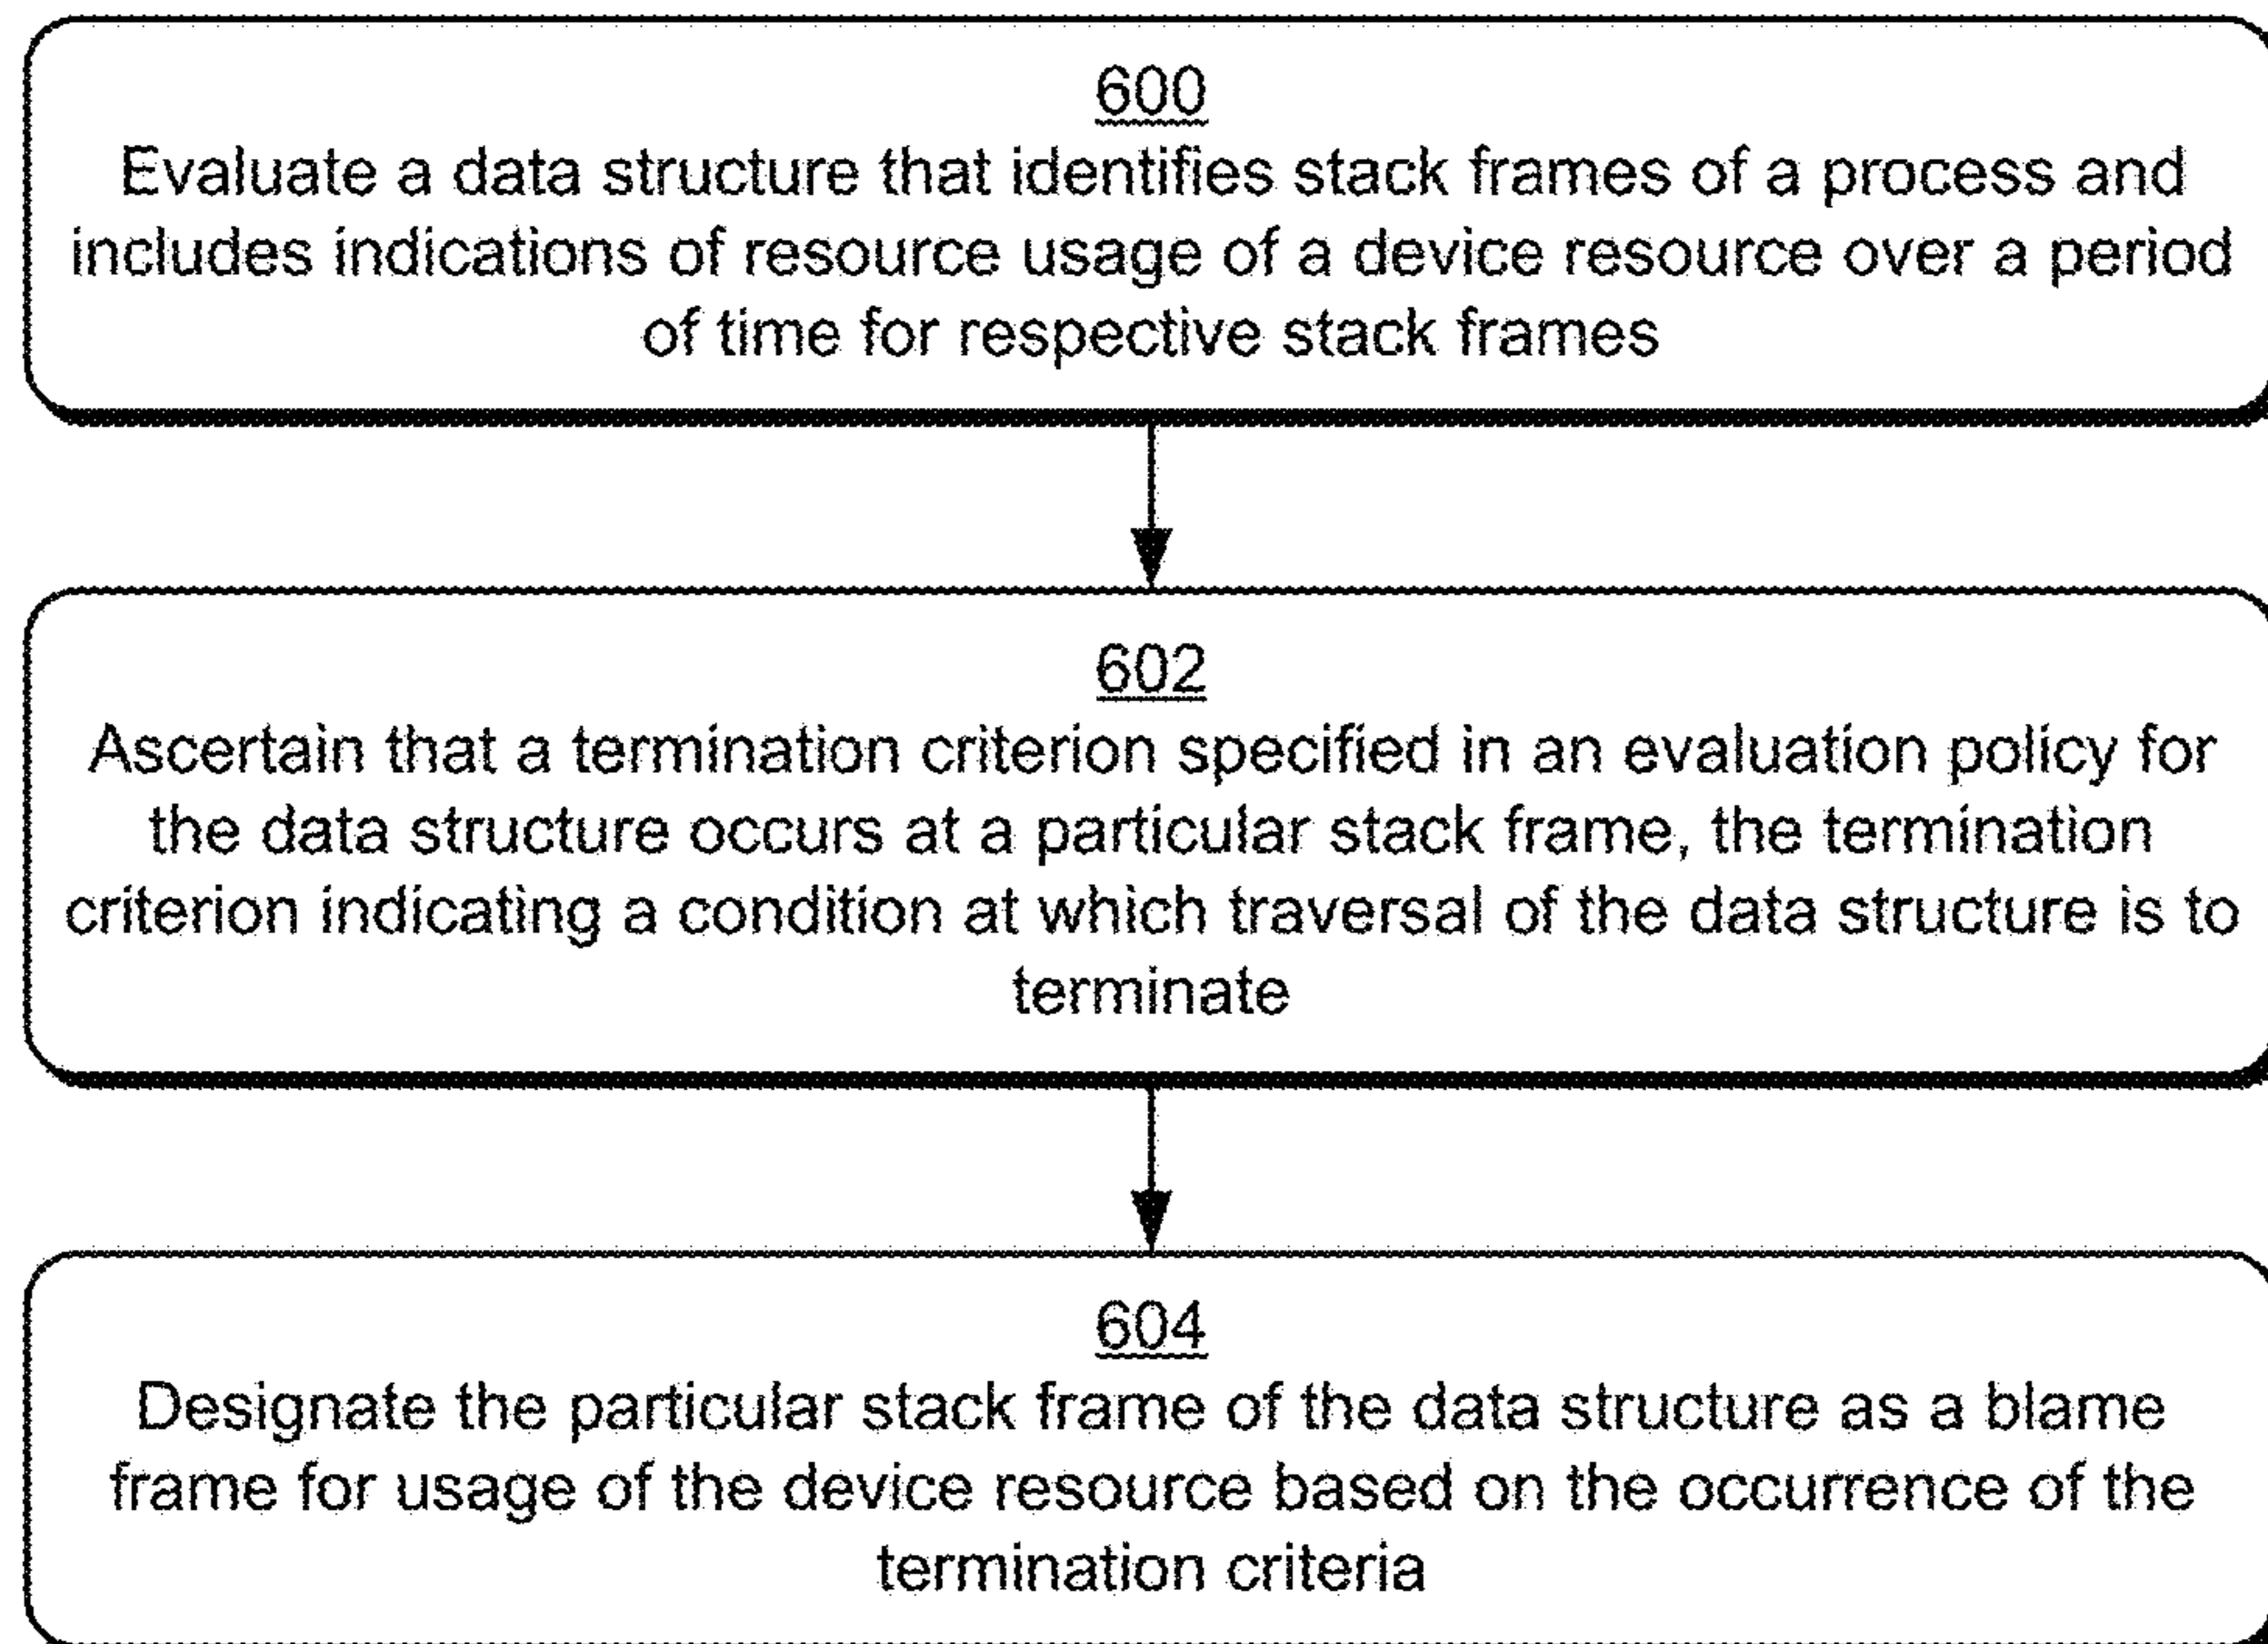 600
Evaluate a data structure that identifies stack frames of a process and
includes indications of resource usage of a device resource over a period
of time for respective stack frames
602
Ascertain that a termination criterion specified in an evaluation policy for
the data structure occurs at a particular stack frame, the termination
criterion indicating a condition at which traversal of the data structure is to
terminate
604
Designate the particular stack frame of the data structure as a blame
frame for usage of the device resource based on the occurrence of the
termination criteria